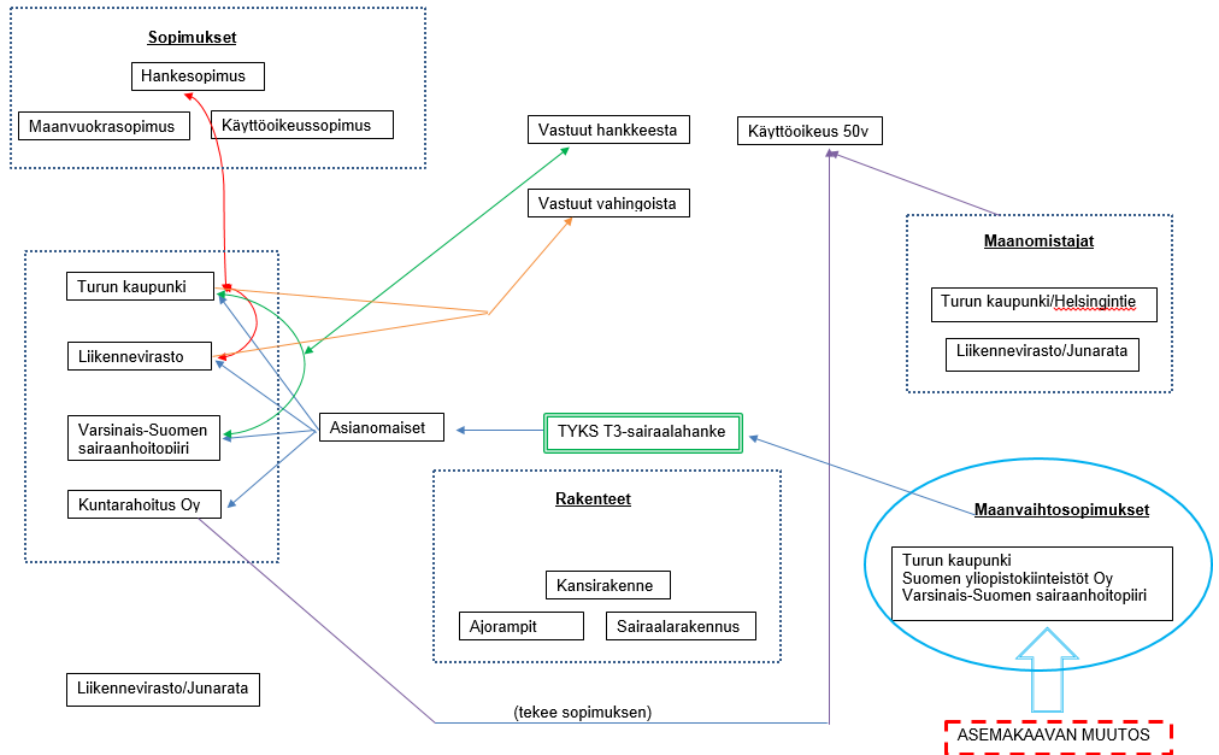 Sopimukset
Hankesopimus
Maanvuokrasopimus
Käyttöoikeussopimus
Vastuut hankkeesta
Käyttöoikeus 50v
Vastuut vahingoista
Maanomistajat
Turun kaupunki/Helsingintie
Liikennevirasto/Junarata
Turun kaupunki
Liikennevirasto
Varsinais-Suomen
sairaanhoitopiiri
Kuntarahoitus Oy
Asianomaiset
TYKS T3-sairaalahanke
Rakenteet
Kansirakenne
Ajorampit
Sairaalarakennus
Maanvaihtosopimukset
Turun kaupunki
Suomen yliopistokiinteistöt Oy
Varsinais-Suomen sairaanhoitopiiri
Liikennevirasto/Junarata
(tekee sopimuksen)
ASEMAKAAVAN MUUTOS